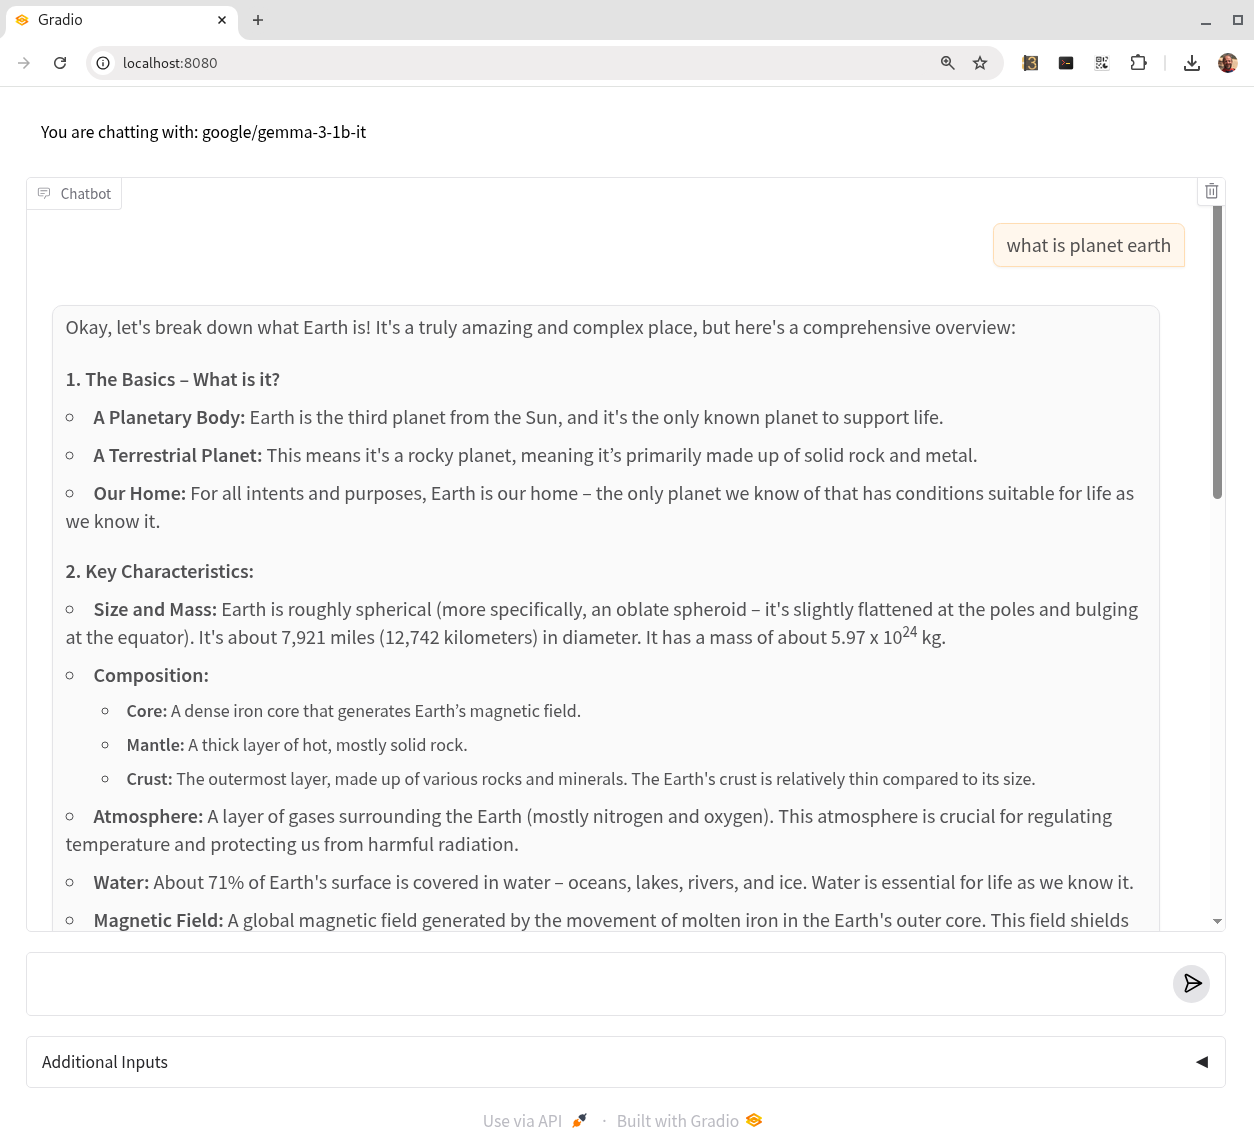 Gradio
localhost:8080
You are chatting with: google/gemma-3-1b-it
Chatbot
what is planet earth
Okay, let's break down what Earth is! It's a truly amazing and complex place, but here's a comprehensive overview:
1. The Basics – What is it?
A Planetary Body: Earth is the third planet from the Sun, and it's the only known planet to support life.
A Terrestrial Planet: This means it's a rocky planet, meaning it’s primarily made up of solid rock and metal.
Our Home: For all intents and purposes, Earth is our home – the only planet we know of that has conditions suitable for life as
we know it.
2. Key Characteristics:
Size and Mass: Earth is roughly spherical (more specifically, an oblate spheroid – it's slightly flattened at the poles and bulging
at the equator). It's about 7,921 miles (12,742 kilometers) in diameter. It has a mass of about 5.97 x 10²⁴ kg.
Composition:
Core: A dense iron core that generates Earth’s magnetic field.
Mantle: A thick layer of hot, mostly solid rock.
Crust: The outermost layer, made up of various rocks and minerals. The Earth's crust is relatively thin compared to its size.
Atmosphere: A layer of gases surrounding the Earth (mostly nitrogen and oxygen). This atmosphere is crucial for regulating
temperature and protecting us from harmful radiation.
Water: About 71% of Earth's surface is covered in water – oceans, lakes, rivers, and ice. Water is essential for life as we know it.
Magnetic Field: A global magnetic field generated by the movement of molten iron in the Earth's outer core. This field shields
Additional Inputs
Use via API · Built with Gradio